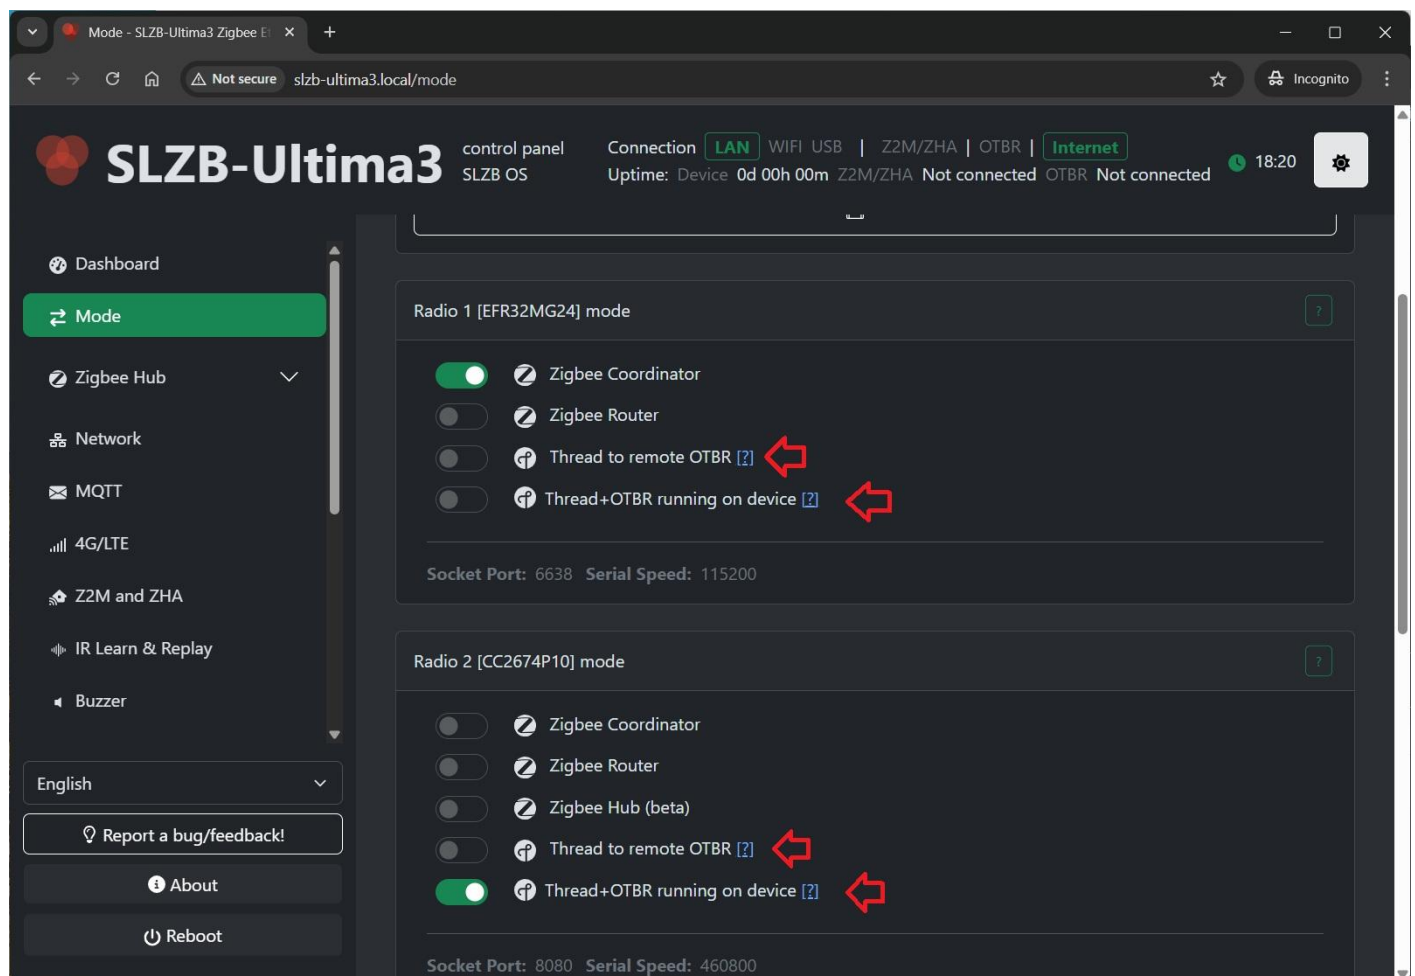 Mode - SLZB-Ultima3 Zigbee Et
Not secure slzb-ultima3.local/mode
Incognito
SLZB-Ultima3
control panel
SLZB OS
Connection LAN WIFI USB | Z2M/ZHA | OTBR | Internet
Uptime: Device 0d 00h 00m Z2M/ZHA Not connected OTBR Not connected
18:20
Dashboard
Mode
Zigbee Hub
Network
MQTT
4G/LTE
Z2M and ZHA
IR Learn & Replay
Buzzer
English
Report a bug/feedback!
About
Reboot
Radio 1 [EFR32MG24] mode
?
Zigbee Coordinator
Zigbee Router
Thread to remote OTBR [?]
Thread+OTBR running on device [?]
Socket Port: 6638 Serial Speed: 115200
Radio 2 [CC2674P10] mode
?
Zigbee Coordinator
Zigbee Router
Zigbee Hub (beta)
Thread to remote OTBR [?]
Thread+OTBR running on device [?]
Socket Port: 8080 Serial Speed: 460800